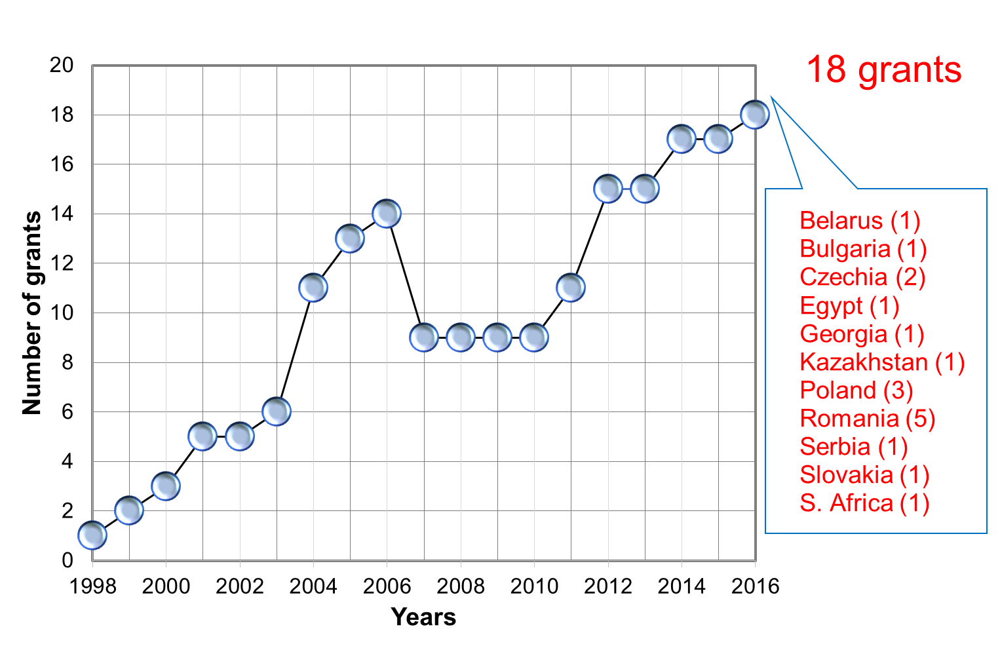 18 grants
20
18
16
14
12
10
8
6
4
2
0
Number of grants
1998 2000 2002 2004 2006 2008 2010 2012 2014 2016
Years
Belarus (1)
Bulgaria (1)
Czechia (2)
Egypt (1)
Georgia (1)
Kazakhstan (1)
Poland (3)
Romania (5)
Serbia (1)
Slovakia (1)
S. Africa (1)